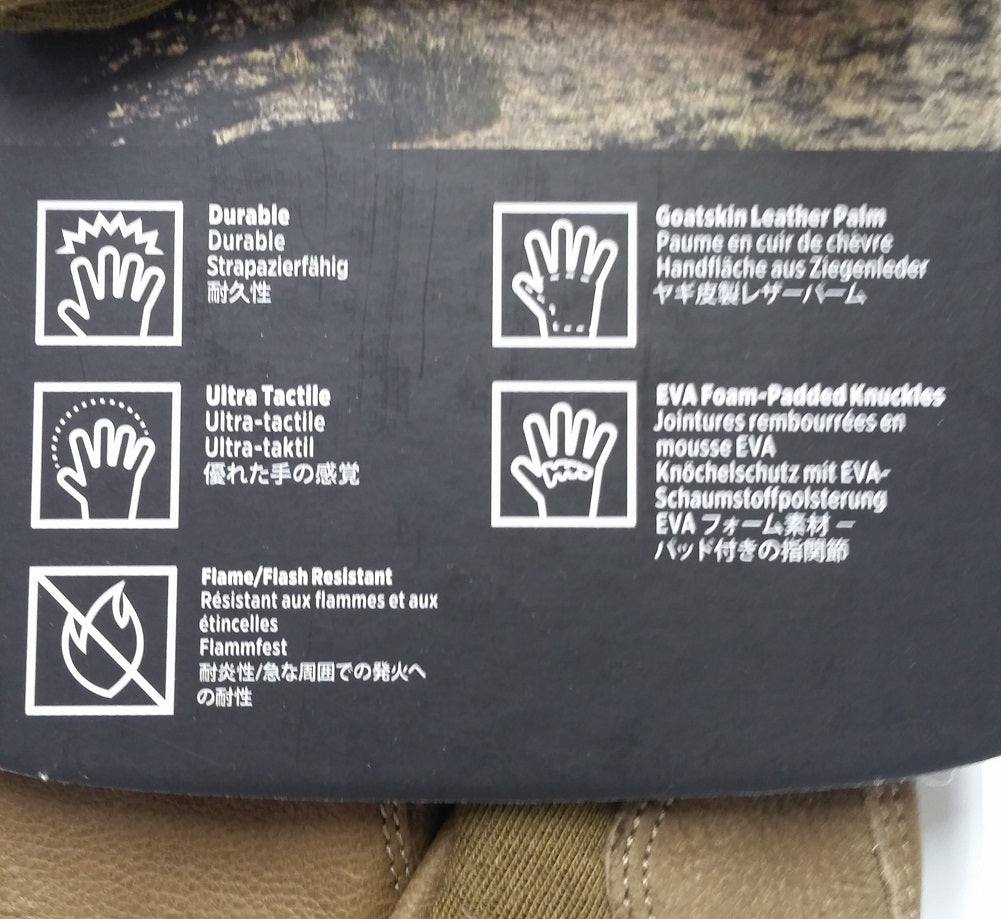 Durable
Durable
Strapazierfähig
耐久性
Ultra Tactile
Ultra-tactile
Ultra-taktil
優れた手の感覚
Flame/Flash Resistant
Résistant aux flammes et aux
étincelles
Flammfest
耐炎性/急な周囲での発火へ
の耐性
Goatskin Leather Palm
Paume en cuir de chèvre
Handfläche aus Ziegenleder
ヤギ皮製レザーパーム
EVA Foam-Padded Knuckles
Jointures rembourrées en
mousse EVA
Knöchelschutz mit EVA-
Schaumstoffpolsterung
EVA フォーム素材 –
パッド付きの指関節